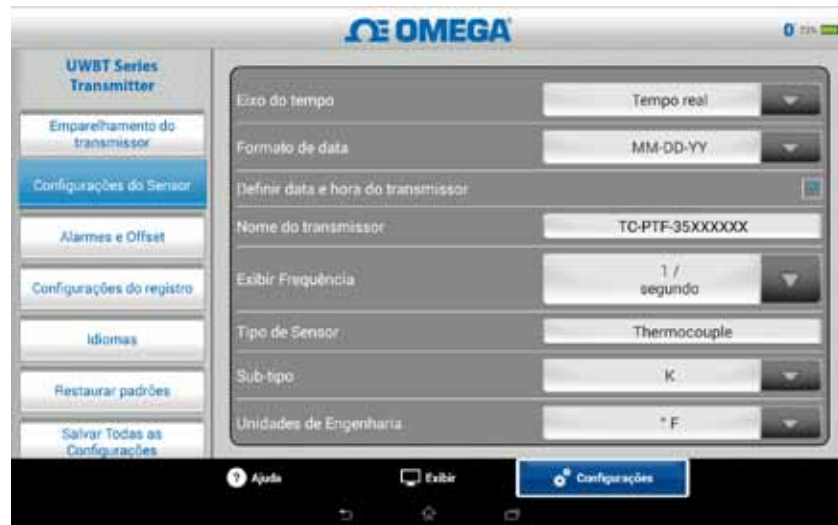 OMEGA
73%
UWBT Series
Transmitter
Emparelhamento do
transmissor
Configurações do Sensor
Alarmes e Offset
Configurações do registro
Idiomas
Restaurar padrões
Salvar Todas as
Configurações
Eixo do tempo
Tempo real
Formato de data
MM-DD-YY
Definir data e hora do transmissor
Nome do transmissor
TC-PTF-35XXXXXX
Exibir Frequência
1 /
segundo
Tipo de Sensor
Thermocouple
Sub-tipo
K
Unidades de Engenharia
° F
? Ajuda
Exibir
Configurações